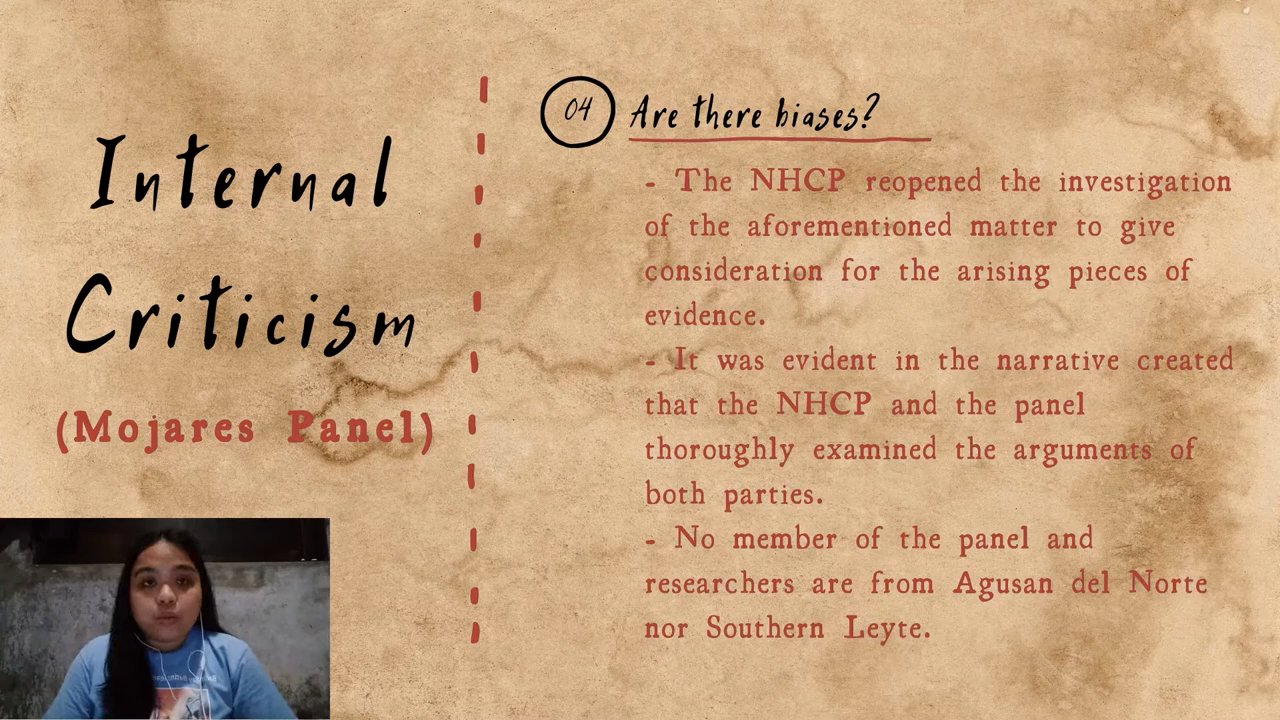 Internal
Criticism
(Mojares Panel)
04
Are there biases?
- The NHCP reopened the investigation
of the aforementioned matter to give
consideration for the arising pieces of
evidence.
- It was evident in the narrative created
that the NHCP and the panel
thoroughly examined the arguments of
both parties.
- No member of the panel and
researchers are from Agusan del Norte
nor Southern Leyte.